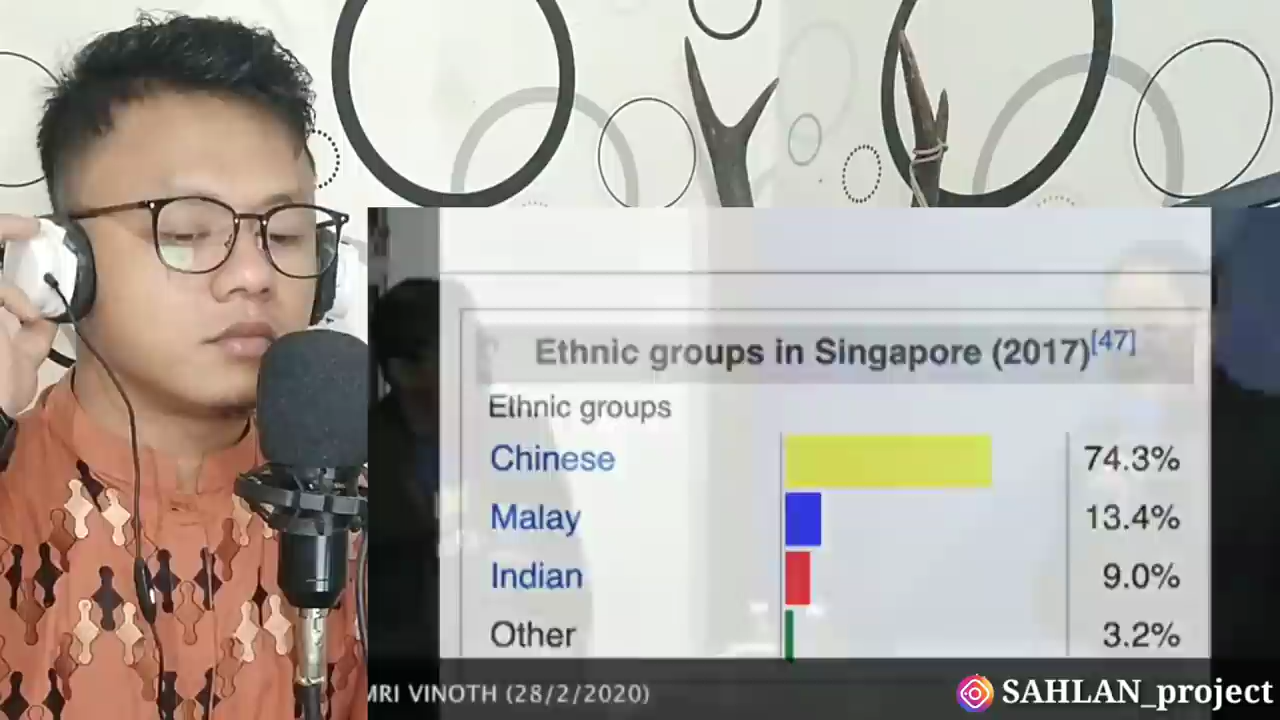 Ethnic groups in Singapore (2017)[47]
Ethnic groups
Chinese 74.3%
Malay 13.4%
Indian 9.0%
Other 3.2%
MRI VINOTH (28/2/2020)
SAHLAN_project